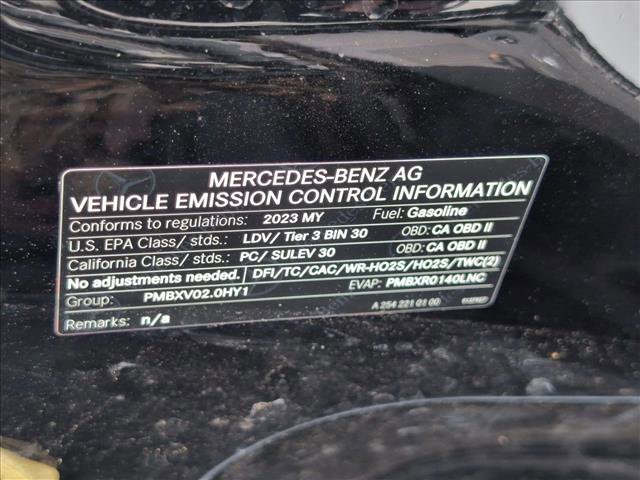 MERCEDES-BENZ AG
VEHICLE EMISSION CONTROL INFORMATION
Conforms to regulations: 2023 MY Fuel: Gasoline
U.S. EPA Class/ stds.: LDV/ Tier 3 BIN 30 OBD: CA OBD II
California Class/ stds.: PC/ SULEV 30 OBD: CA OBD II
No adjustments needed. DFI/TC/CAC/WR-HO2S/HO2S/TWC(2)
Group: PMBXV02.0HY1 EVAP: PMBXR0140LNC
Remarks: n/a A 254 221 01 00